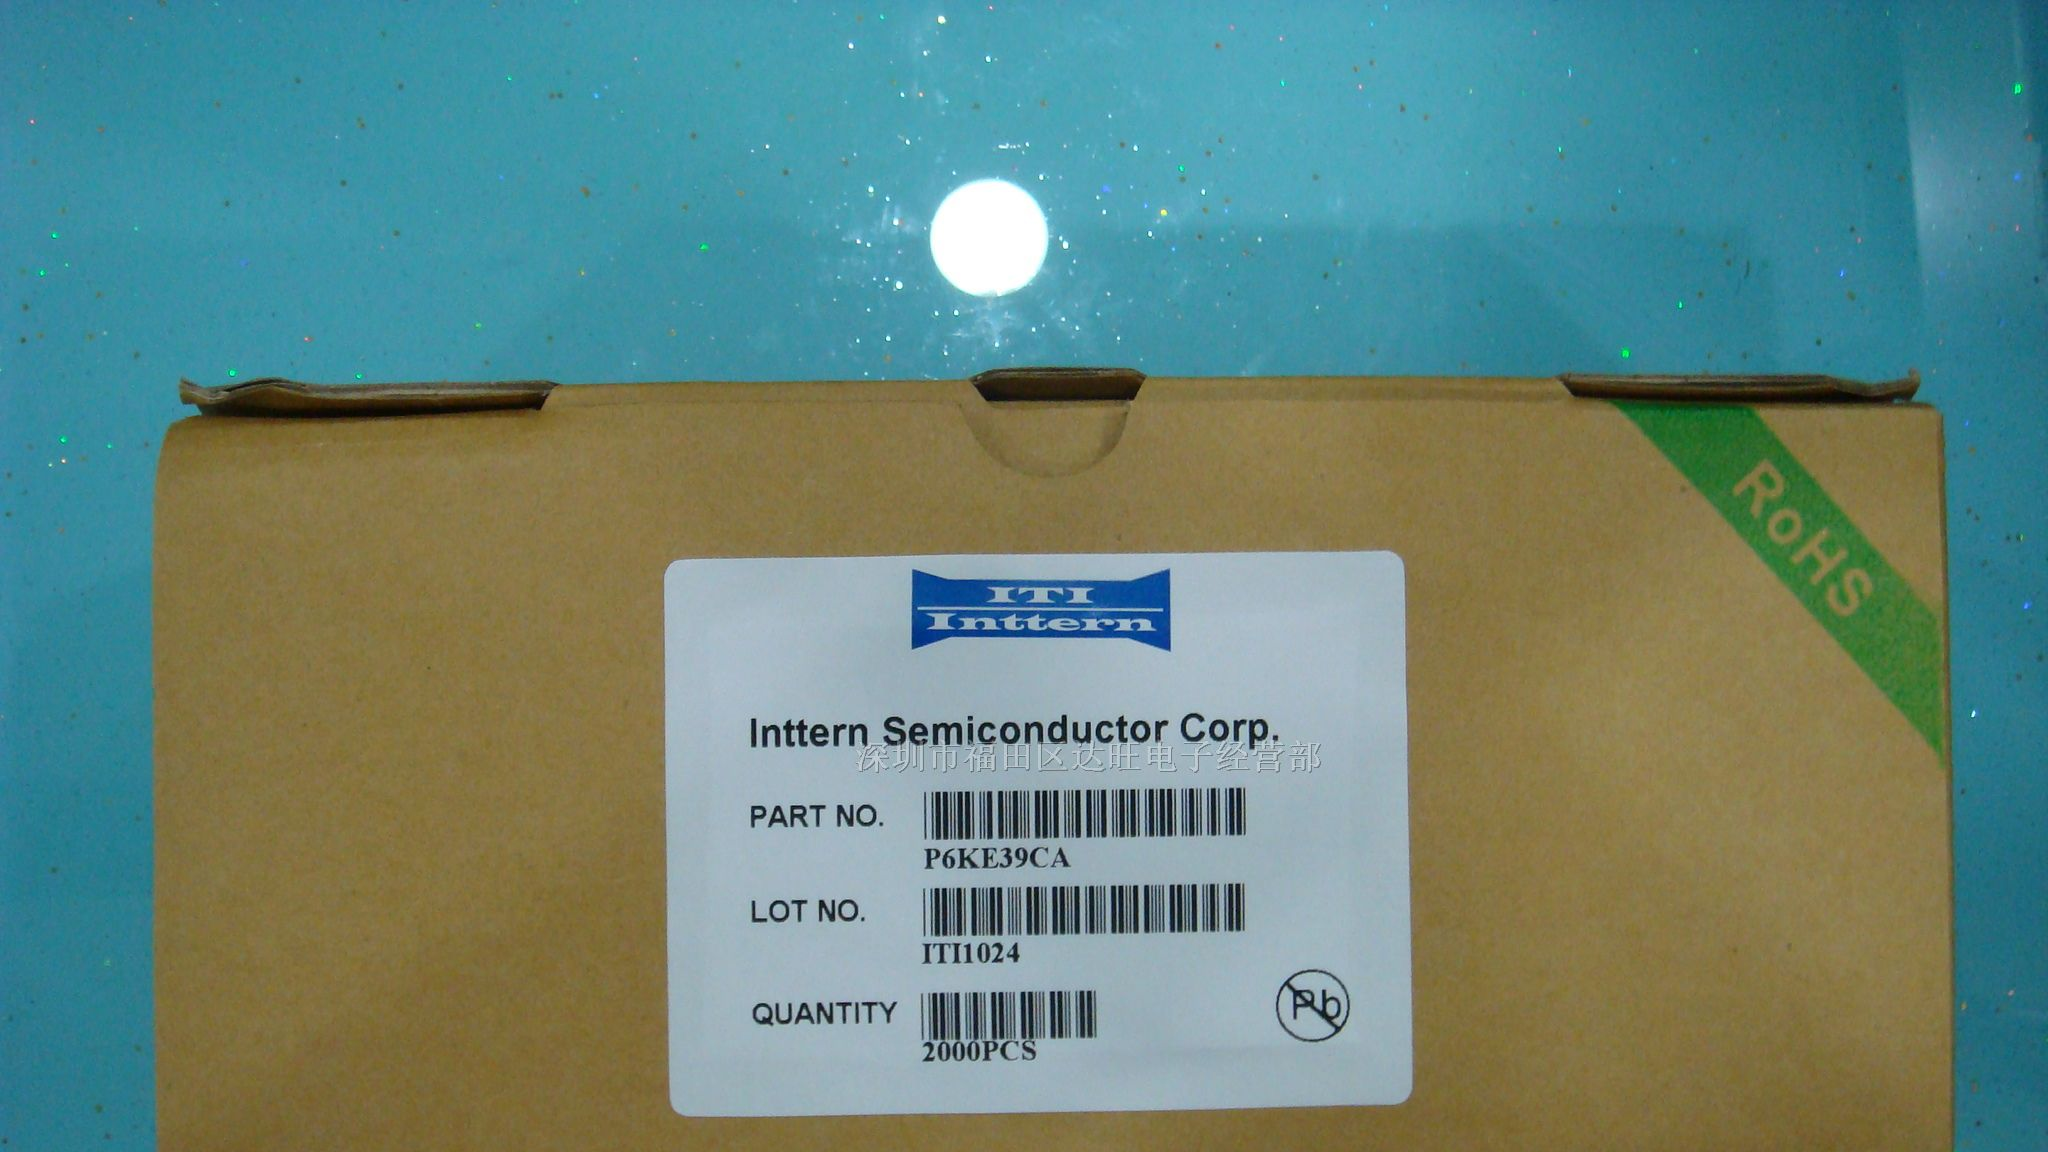 RoHS
ITI
Inttern
Inttern Semiconductor Corp.
深圳市福田区达旺电子经营部
PART NO.
P6KE39CA
LOT NO.
ITI1024
QUANTITY
2000PCS
Pb